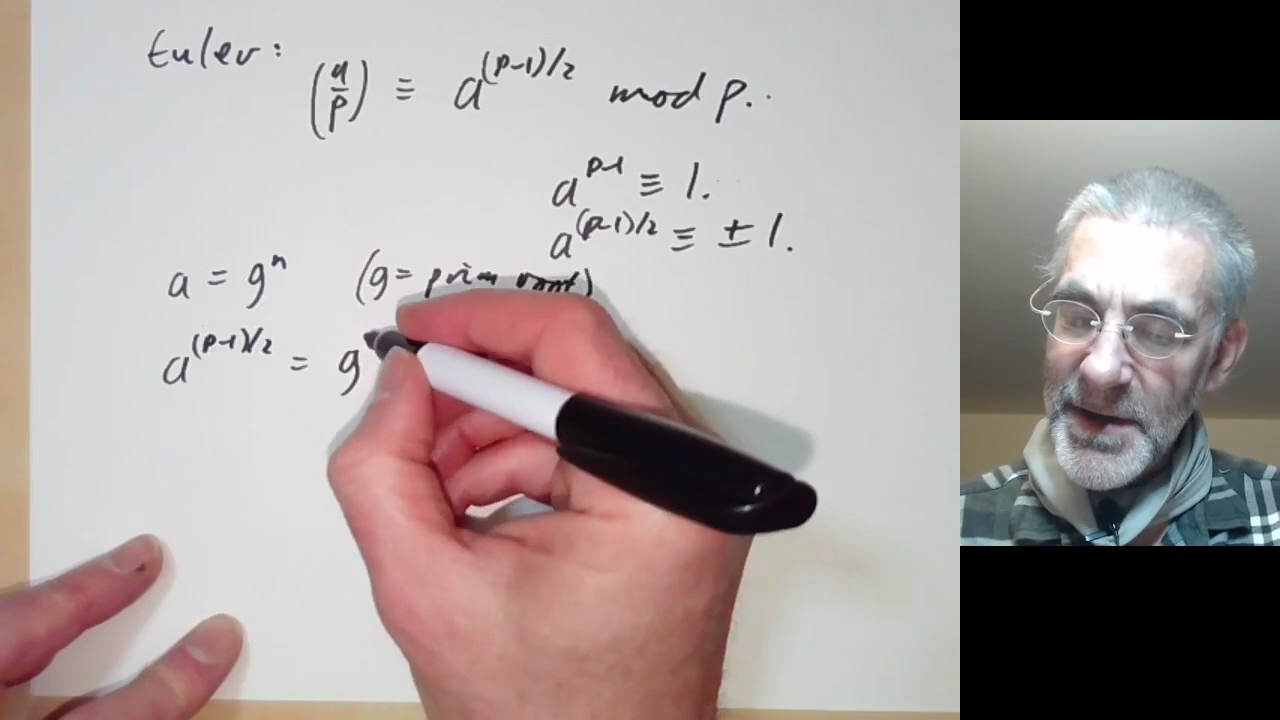 Euler:
(a/p) ≡ a^((p-1)/2) mod p.
a^(p-1) ≡ 1.
a^((p-1)/2) ≡ ± 1.
a = g^n (g = prim root)
a^((p-1)/2) = g